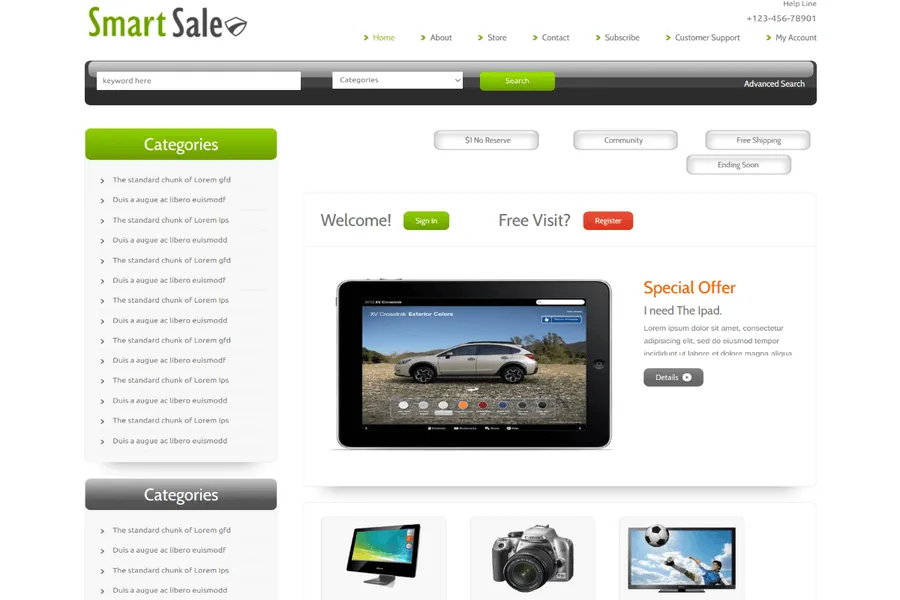 Smart Sale
Help Line
+123-456-78901
Home
About
Store
Contact
Subscribe
Customer Support
My Account
keyword here
Categories
Search
Advanced Search
Categories
The standard chunk of Lorem gfd
Duis a augue ac libero euismodf
The standard chunk of Lorem Ips
Duis a augue ac libero euismodd
The standard chunk of Lorem gfd
Duis a augue ac libero euismodf
The standard chunk of Lorem Ips
Duis a augue ac libero euismodd
The standard chunk of Lorem gfd
Duis a augue ac libero euismodf
The standard chunk of Lorem Ips
Duis a augue ac libero euismodd
The standard chunk of Lorem Ips
Duis a augue ac libero euismodd
Categories
The standard chunk of Lorem gfd
Duis a augue ac libero euismodf
The standard chunk of Lorem Ips
Duis a augue ac libero euismodd
$1 No Reserve
Community
Free Shipping
Ending Soon
Welcome!
Sign In
Free Visit?
Register
2013 XV Crosstrek
XV Crosstrek Exterior Colors
Special Offer
I need The Ipad.
Lorem ipsum dolor sit amet, consectetur
adipisicing elit, sed do eiusmod tempor
incididunt ut labore et dolore magna aliqua
Details